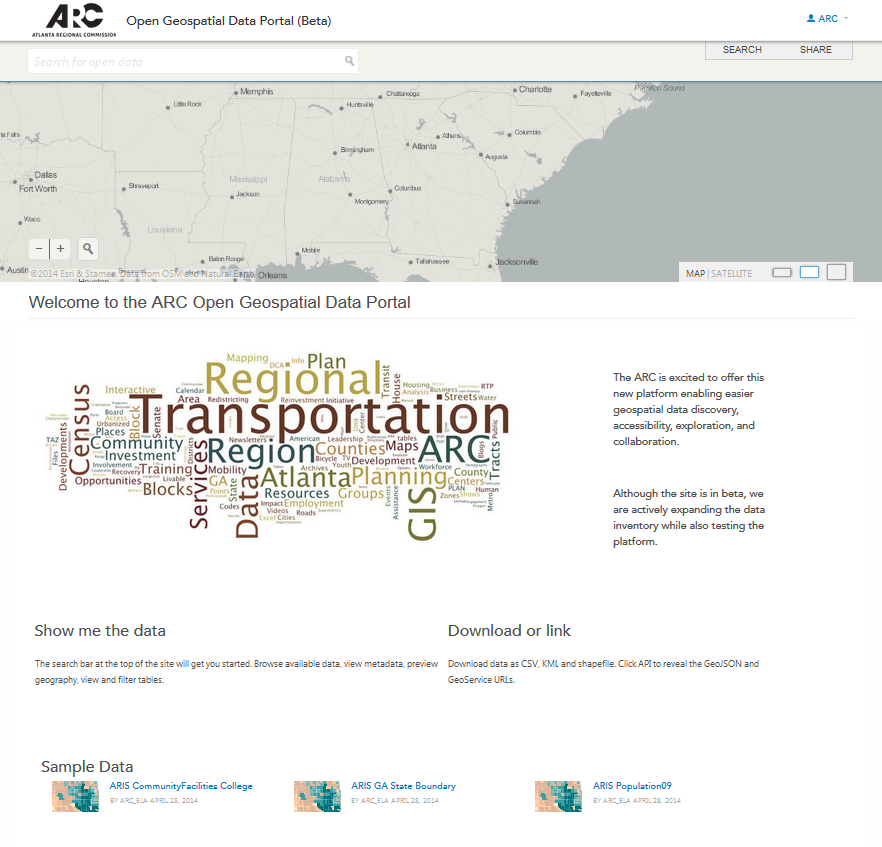 ARC
ATLANTA REGIONAL COMMISSION
Open Geospatial Data Portal (Beta)
ARC
Search for open data
SEARCH SHARE
Memphis
Chattanooga
Charlotte
Fayetteville
Pamlico Sound
Little Rock
Huntsville
Athens
Columbia
Atlanta
Birmingham
Augusta
Dallas
Fort Worth
Shreveport
Mississippi
Alabama
Jackson
Columbus
Montgomery
Savannah
Waco
Louisiana
Mobile
Baton Rouge
Tallahassee
Jacksonville
Austin
©2014 Esri & Stamen, Data from OSM and Natural Earth
Orleans
Houston
MAP | SATELLITE
Welcome to the ARC Open Geospatial Data Portal
Mapping
DCA
Info
Plan
Regional
Transit
House
Housing
Analysis
Business
RTP
Streets
Water
Interactive
Calendar
Area
Redistricting
Reinvestment Initiative
Census
Transportation
Board
Access
Block
Senate
Urbanized
Places
TAZ
Files
Developments
Community
Investment
Services
Districts
Newsletters
American
Leadership
tables
Region
Counties
Maps
ARC
Blogs
Public
Tracts
Involvement
Recovery
Training
Mobility
Bicycle
TV
Development
Workforce
County
Opportunities
Livable
Blocks
GA
Points
State
Data
Atlanta
Archives
Youth
Planning
Centers
Human
Metro
Resources
Groups
Events
Assistance
GIS
PLAN
Zones
Shows
Codes
Impact
Employment
Videos
Roads
Excel
Cities
The ARC is excited to offer this
new platform enabling easier
geospatial data discovery,
accessibility, exploration, and
collaboration.
Although the site is in beta, we
are actively expanding the data
inventory while also testing the
platform.
Show me the data
The search bar at the top of the site will get you started. Browse available data, view metadata, preview
geography, view and filter tables.
Download or link
Download data as CSV, KML and shapefile. Click API to reveal the GeoJSON and
GeoService URLs.
Sample Data
ARIS CommunityFacilities College
BY ARC_ELA APRIL 28, 2014
ARIS GA State Boundary
BY ARC_ELA APRIL 28, 2014
ARIS Population09
BY ARC_ELA APRIL 28, 2014